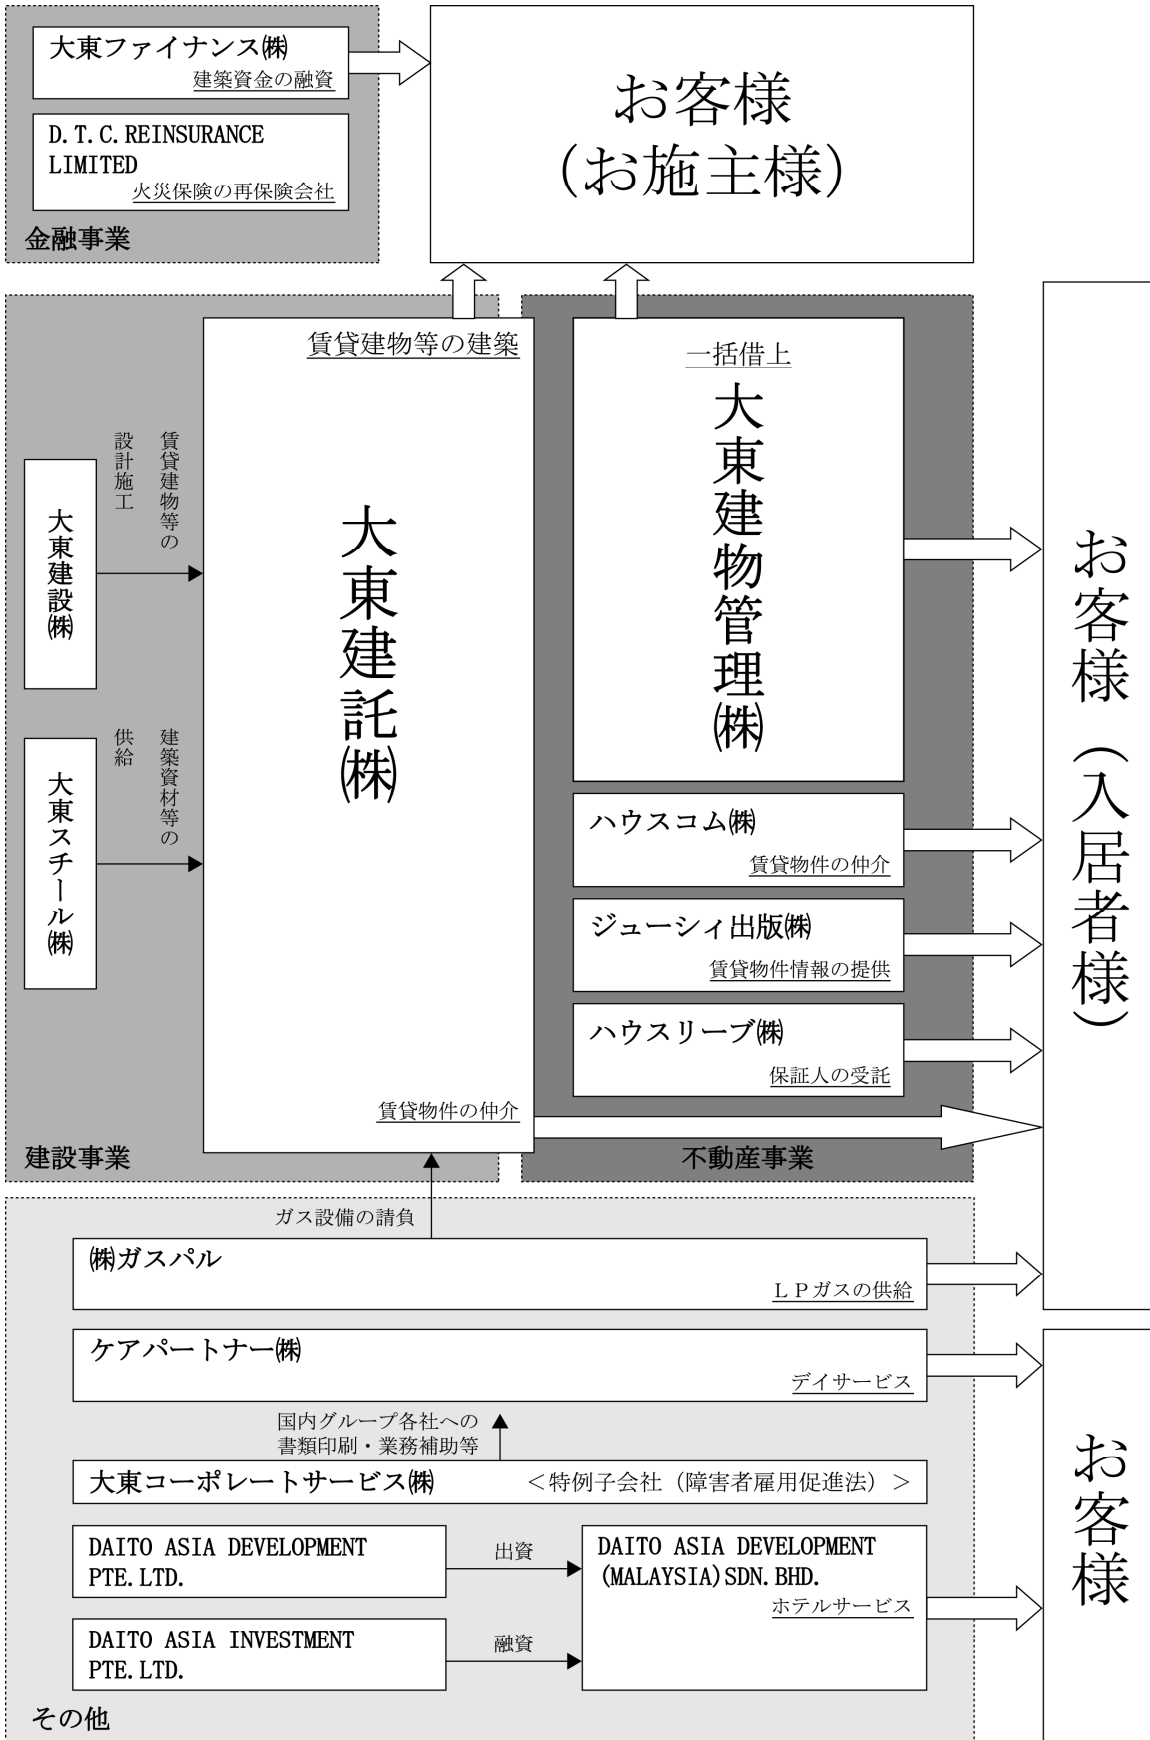 大東ファイナンス㈱
建築資金の融資
D.T.C.REINSURANCE
LIMITED
火災保険の再保険会社
金融事業
お客様
（お施主様）
賃貸建物等の建築
大東建託㈱
賃貸物件の仲介
賃貸建物等の
設計施工
大東建設㈱
建築資材等の
供給
大東スチール㈱
建設事業
一括借上
大東建物管理㈱
ハウスコム㈱
賃貸物件の仲介
ジューシィ出版㈱
賃貸物件情報の提供
ハウスリーブ㈱
保証人の受託
不動産事業
お客様（入居者様）
ガス設備の請負
㈱ガスパル
ＬＰガスの供給
ケアパートナー㈱
デイサービス
国内グループ各社への
書類印刷・業務補助等
大東コーポレートサービス㈱ ＜特例子会社（障害者雇用促進法）＞
DAITO ASIA DEVELOPMENT
PTE.LTD.
出資
DAITO ASIA DEVELOPMENT
(MALAYSIA)SDN.BHD.
ホテルサービス
DAITO ASIA INVESTMENT
PTE.LTD.
融資
その他
お客様